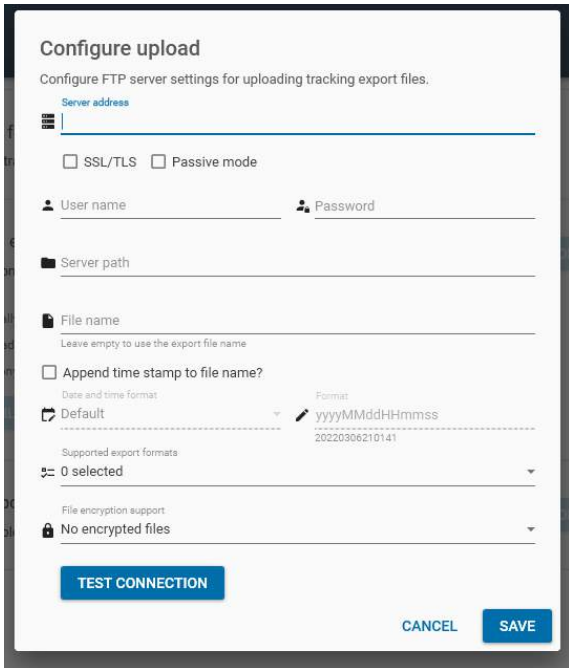 Configure upload
Configure FTP server settings for uploading tracking export files.
Server address
SSL/TLS Passive mode
User name Password
Server path
File name
Leave empty to use the export file name
Append time stamp to file name?
Date and time format Format
Default yyyyMMddHHmmss
20220306210141
Supported export formats
0 selected
File encryption support
No encrypted files
TEST CONNECTION
CANCEL SAVE